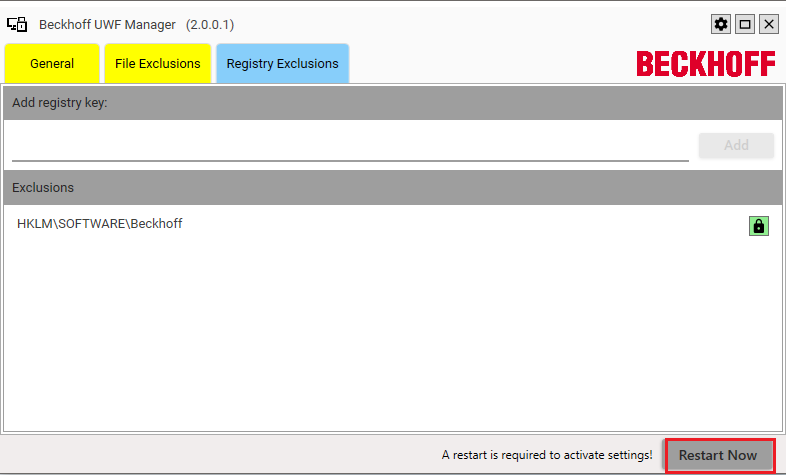 Beckhoff UWF Manager (2.0.0.1)
General File Exclusions Registry Exclusions
BECKHOFF
Add registry key:
Add
Exclusions
HKLM\SOFTWARE\Beckhoff
A restart is required to activate settings! Restart Now